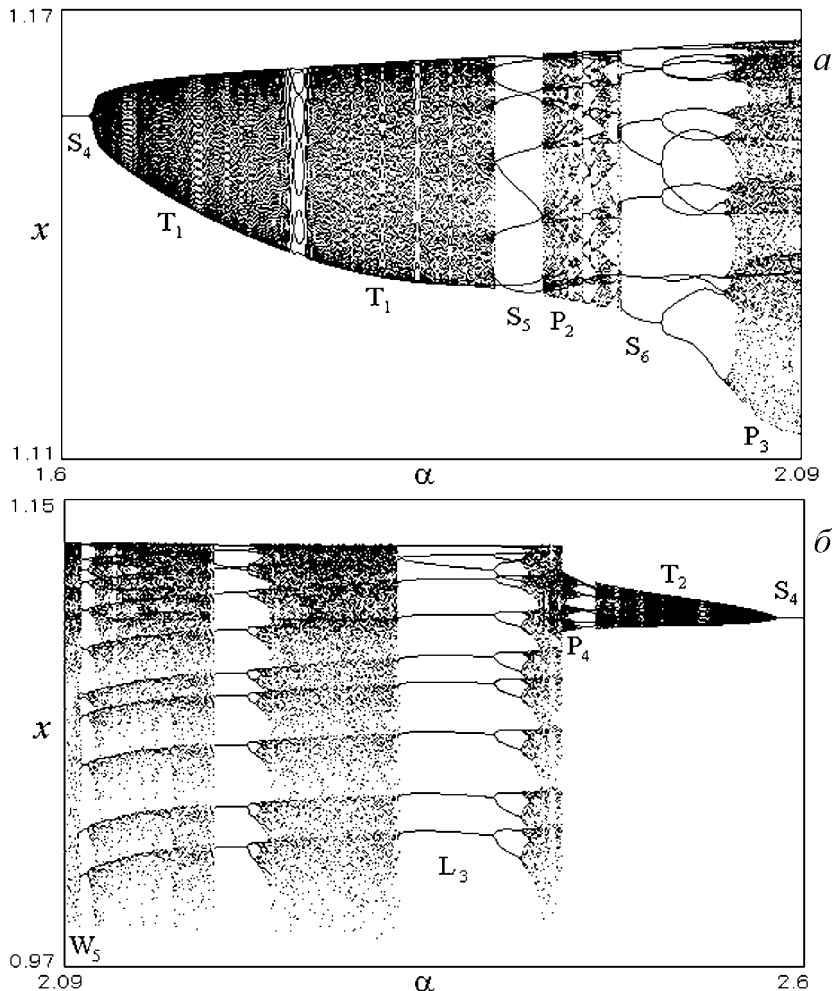 1.17
a
S4
T1
x
T1
S5
P2
S6
P3
1.11
1.6
α
2.09
1.15
б
T2
S4
P4
x
L3
W5
0.97
2.09
α
2.6